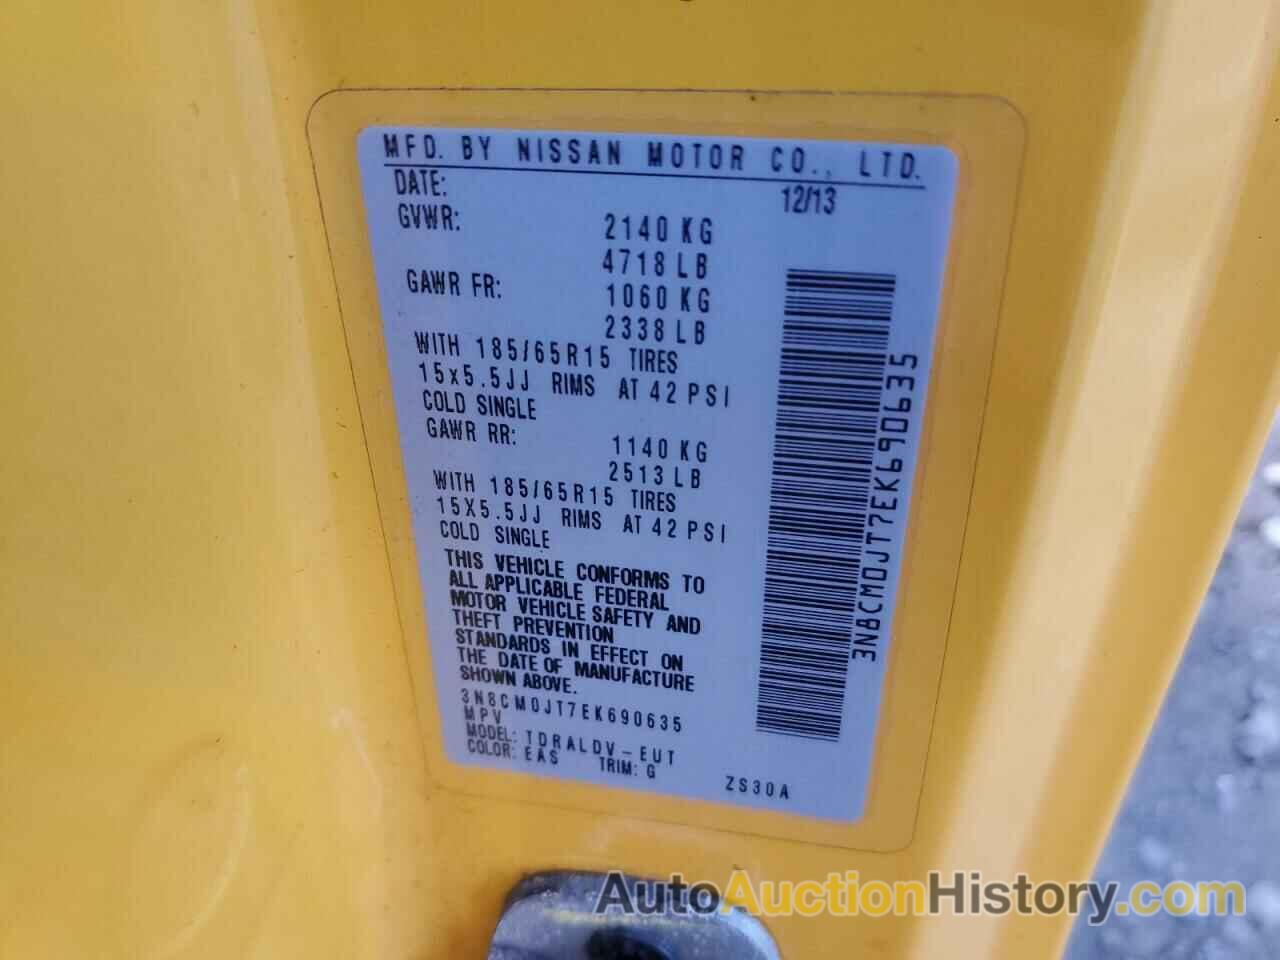 MFD. BY NISSAN MOTOR CO., LTD.
DATE: 12/13
GVWR: 2140 KG
4718 LB
GAWR FR: 1060 KG
2338 LB
WITH 185/65R15 TIRES
15x5.5JJ RIMS AT 42 PSI
COLD SINGLE
GAWR RR: 1140 KG
2513 LB
WITH 185/65R15 TIRES
15X5.5JJ RIMS AT 42 PSI
COLD SINGLE
THIS VEHICLE CONFORMS TO
ALL APPLICABLE FEDERAL
MOTOR VEHICLE SAFETY AND
THEFT PREVENTION
STANDARDS IN EFFECT ON
THE DATE OF MANUFACTURE
SHOWN ABOVE.
3N8CM0JT7EK690635
MPV
MODEL: TDRALDV-EUT
COLOR: EAS TRIM: G ZS30A
3N8CM0JT7EK690635
AutoAuctionHistory.com